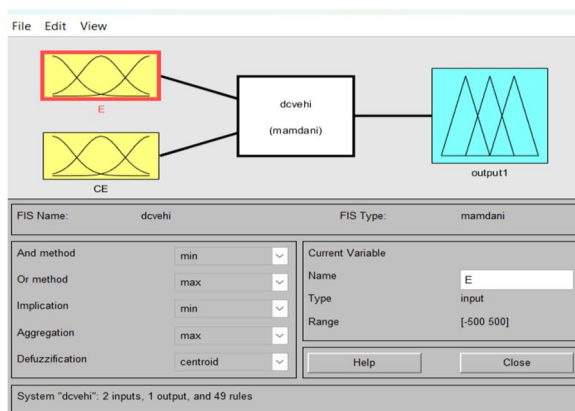 File Edit View
E
dcvehi
(mamdani)
CE
output1
FIS Name: dcvehi FIS Type: mamdani
And method min
Or method max
Implication min
Aggregation max
Defuzzification centroid
Current Variable
Name E
Type input
Range [-500 500]
Help Close
System "dcvehi": 2 inputs, 1 output, and 49 rules